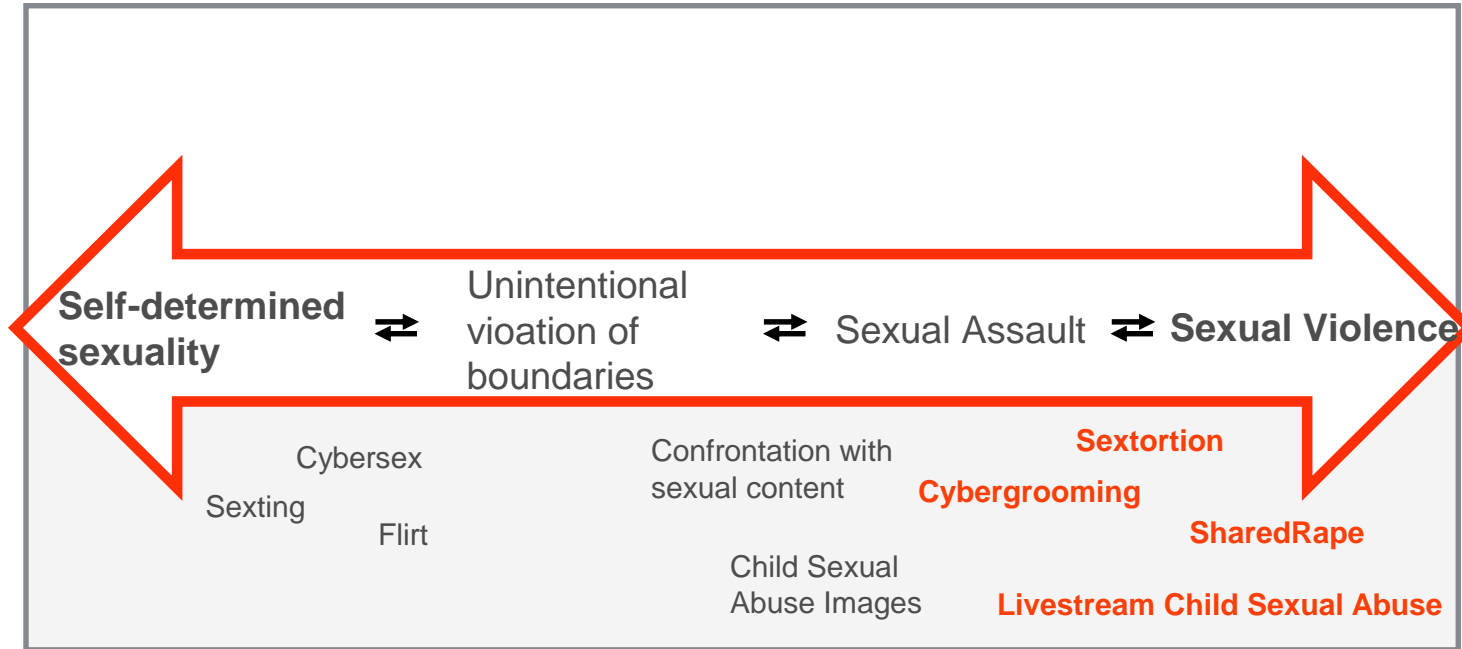 Self-determined
sexuality
Unintentional
vioation of
boundaries
Sexual Assault
Sexual Violence
Cybersex
Sexting
Flirt
Confrontation with
sexual content
Child Sexual
Abuse Images
Sextortion
Cybergrooming
SharedRape
Livestream Child Sexual Abuse